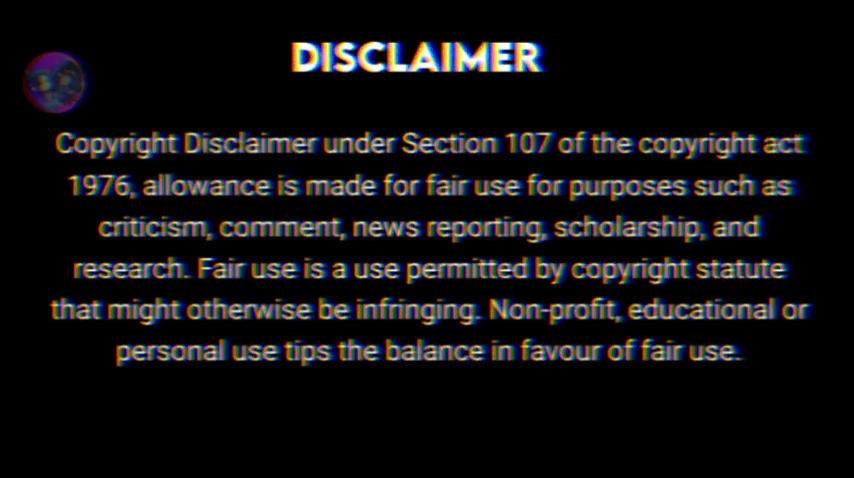 DISCLAIMER
Copyright Disclaimer under Section 107 of the copyright act
1976, allowance is made for fair use for purposes such as
criticism, comment, news reporting, scholarship, and
research. Fair use is a use permitted by copyright statute
that might otherwise be infringing. Non-profit, educational or
personal use tips the balance in favour of fair use.